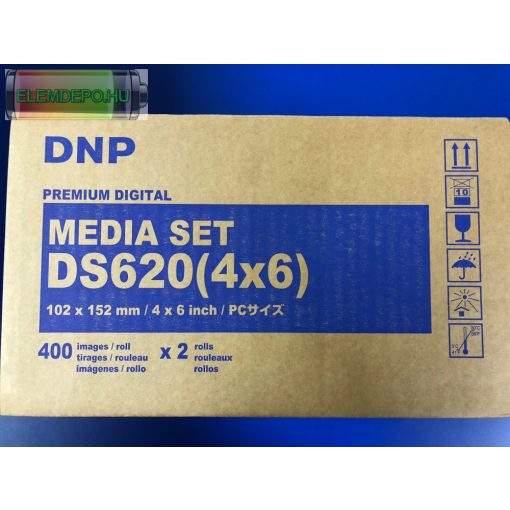 ELEMDEPO.HU
DNP
PREMIUM DIGITAL
MEDIA SET
DS620(4x6)
102 x 152 mm / 4 x 6 inch / PCサイズ
400 images / roll x 2 rolls
tirages / rouleau rouleaux
imágenes / rollo rollos
10